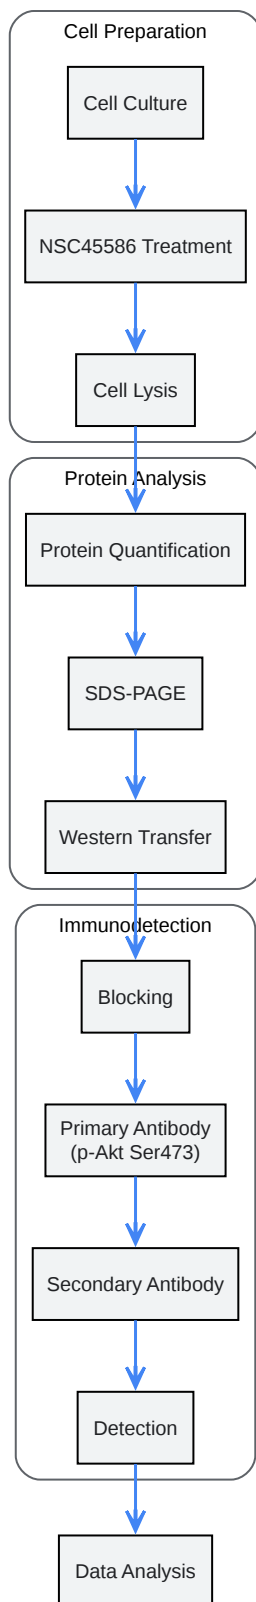 Cell Preparation
Cell Culture
NSC45586 Treatment
Cell Lysis
Protein Analysis
Protein Quantification
SDS-PAGE
Western Transfer
Immunodetection
Blocking
Primary Antibody
(p-Akt Ser473)
Secondary Antibody
Detection
Data Analysis